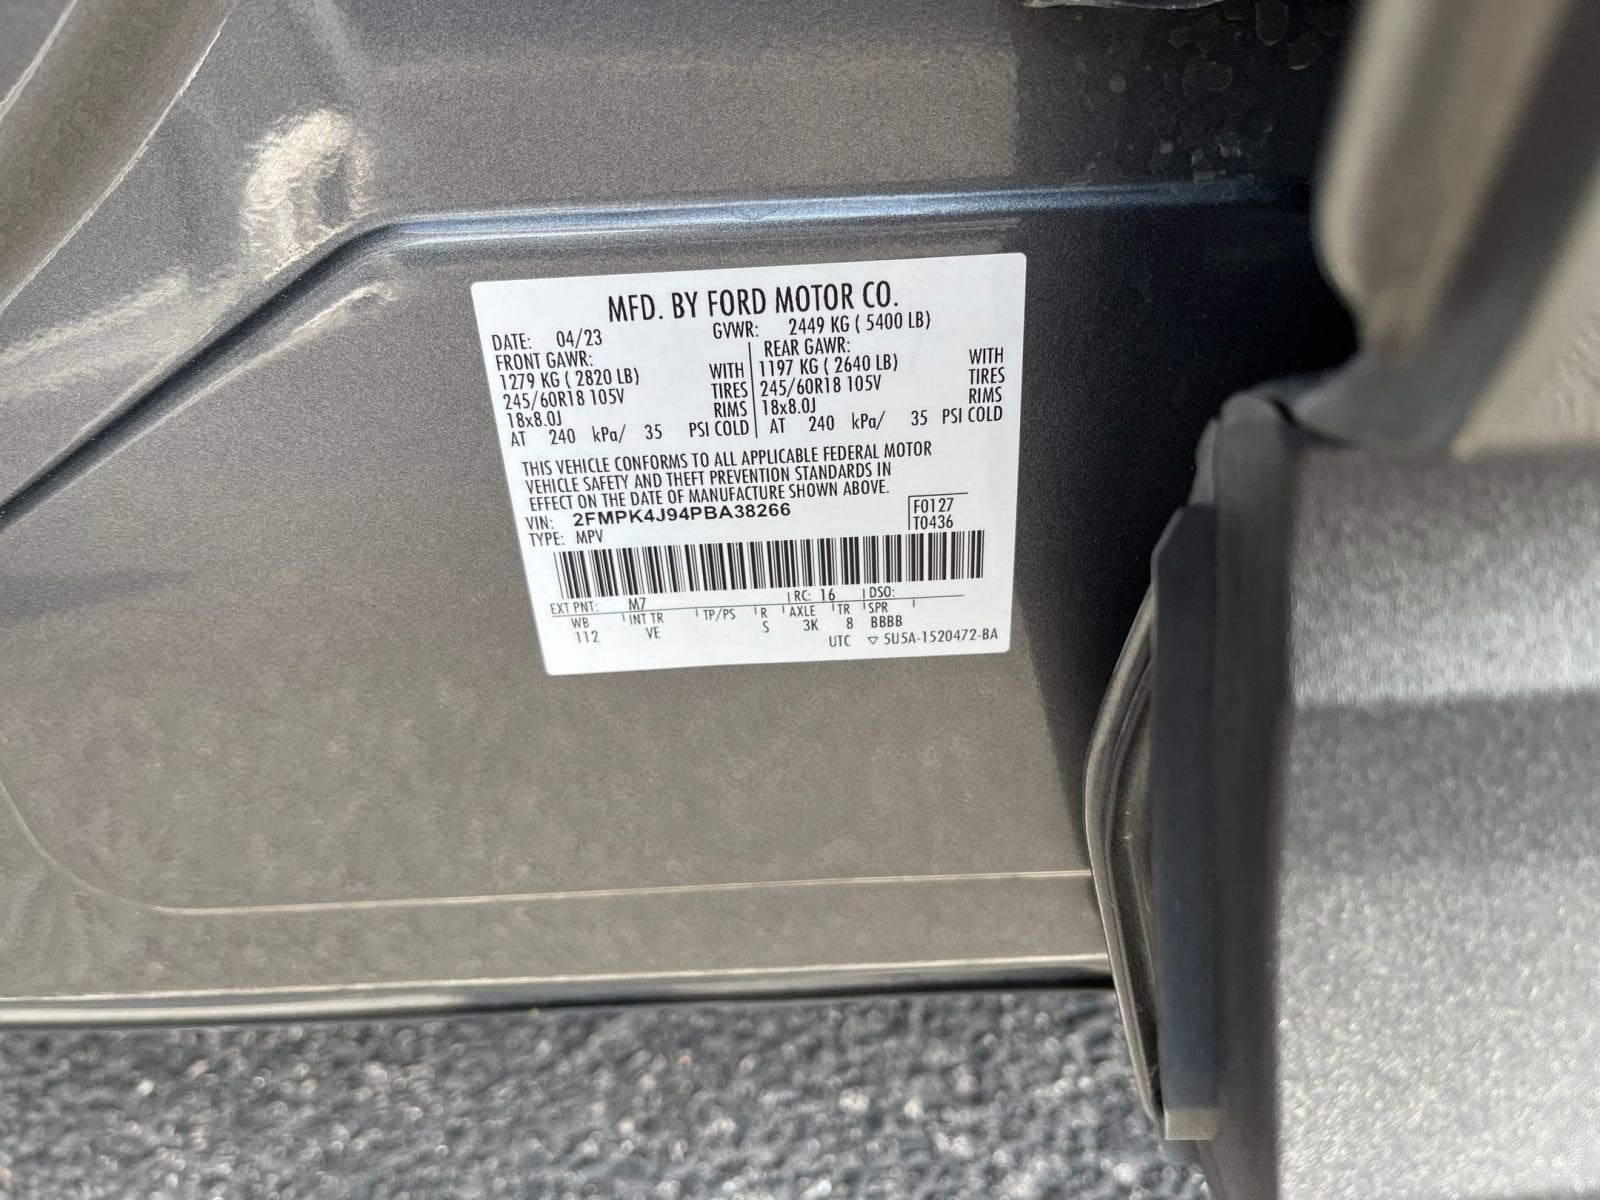 MFD. BY FORD MOTOR CO.
DATE: 04/23 GVWR: 2449 KG ( 5400 LB)
FRONT GAWR: REAR GAWR:
1279 KG ( 2820 LB) WITH 1197 KG ( 2640 LB) WITH
245/60R18 105V TIRES 245/60R18 105V TIRES
18x8.0J RIMS 18x8.0J RIMS
AT 240 kPa/ 35 PSI COLD AT 240 kPa/ 35 PSI COLD
THIS VEHICLE CONFORMS TO ALL APPLICABLE FEDERAL MOTOR
VEHICLE SAFETY AND THEFT PREVENTION STANDARDS IN
EFFECT ON THE DATE OF MANUFACTURE SHOWN ABOVE.
VIN: 2FMPK4J94PBA38266 F0127
TYPE: MPV T0436
EXT PNT: M7 RC: 16 DSO:
WB INT TR TP/PS R AXLE TR SPR
112 VE S 3K 8 BBBB
UTC ▽ 5U5A-1520472-BA